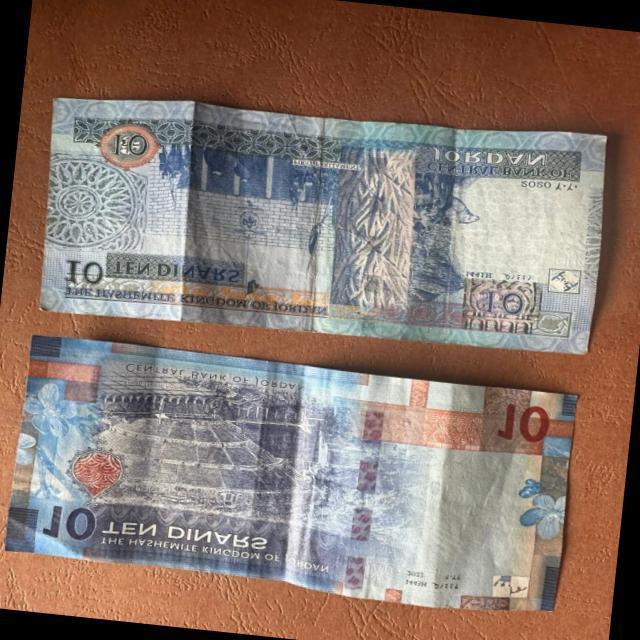 THE HASHEMITE KINGDOM OF JORDAN
10 TEN DINARS
CENTRAL BANK OF JORDAN
10
THE HASHEMITE KINGDOM OF JORDAN
10 TEN DINARS
10
2020
CENTRAL BANK OF
JORDAN
10